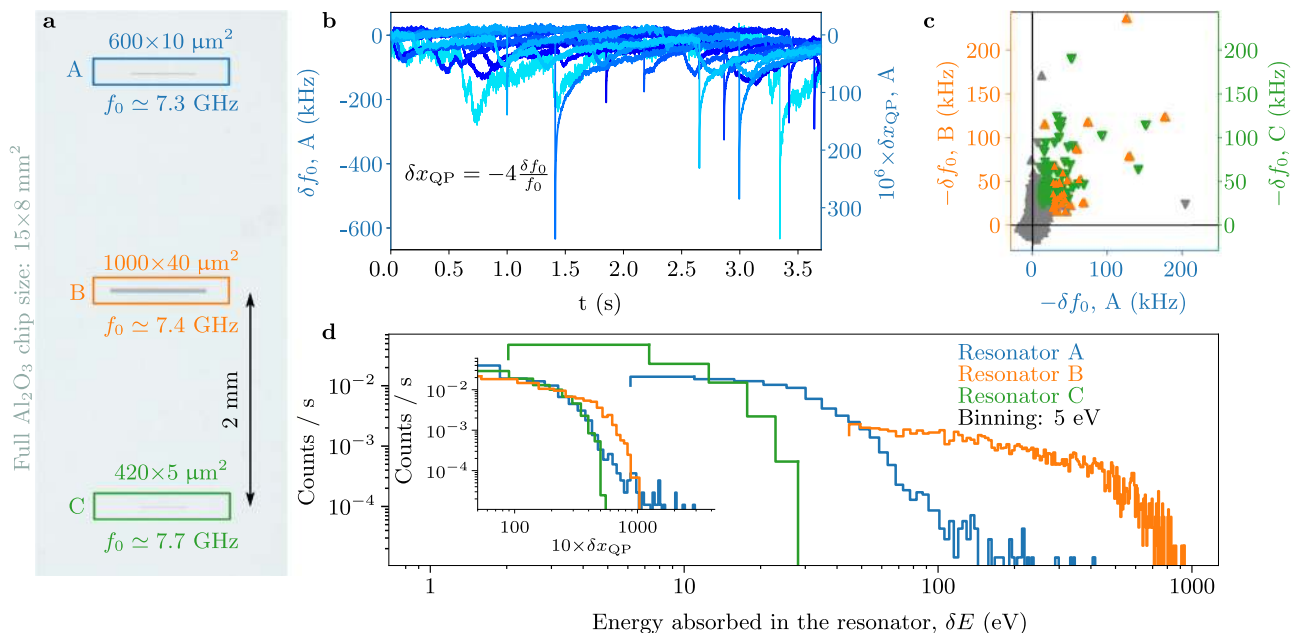 a
600×10 μm²
A
f₀ ≃ 7.3 GHz
1000×40 μm²
B
f₀ ≃ 7.4 GHz
2 mm
420×5 μm²
C
f₀ ≃ 7.7 GHz
Full Al₂O₃ chip size: 15×8 mm²
b
δf₀, A (kHz)
0
−200
−400
−600
δx_QP = −4 δf₀/f₀
0
100
200
300
10⁶×δx_QP, A
0.0 0.5 1.0 1.5 2.0 2.5 3.0 3.5
t (s)
c
−δf₀, B (kHz)
200
150
100
50
0
200
150
100
50
0
−δf₀, C (kHz)
0 100 200
−δf₀, A (kHz)
d
Counts / s
10⁻²
10⁻³
10⁻⁴
Counts / s
10⁻²
10⁻³
10⁻⁴
100 1000
10×δx_QP
Resonator A
Resonator B
Resonator C
Binning: 5 eV
1 10 100 1000
Energy absorbed in the resonator, δE (eV)